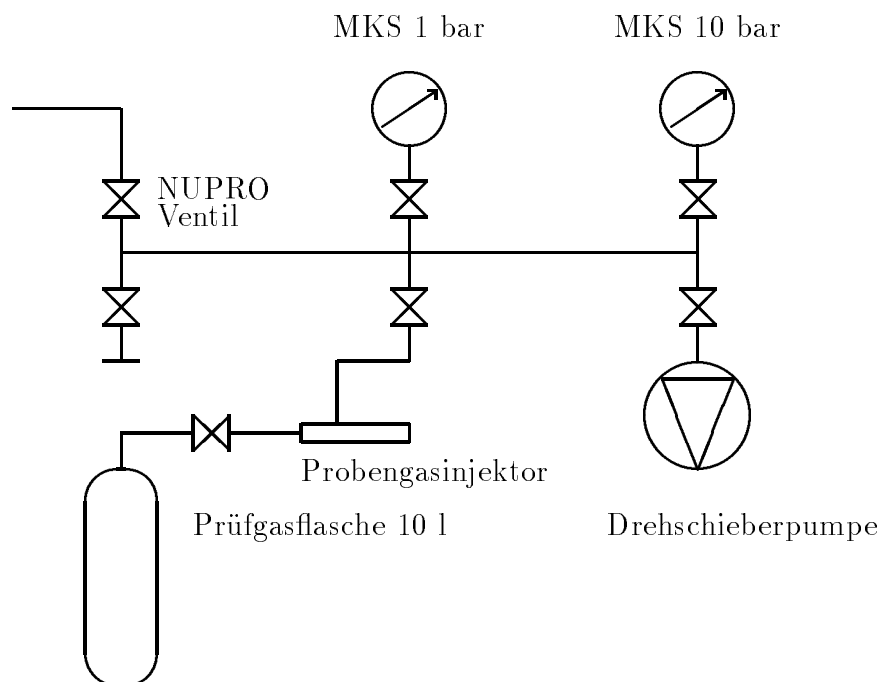 MKS 1 bar
MKS 10 bar
NUPRO
Ventil
Probengasinjektor
Prüfgasflasche 10 l
Drehschieberpumpe